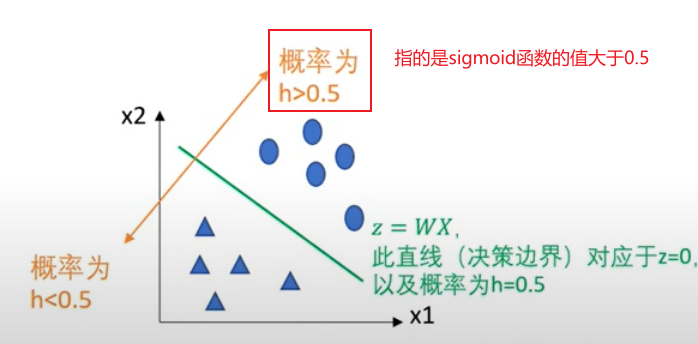 概率为
h>0.5
指的是sigmoid函数的值大于0.5
x2
z = WX,
此直线（决策边界）对应于z=0,
以及概率为h=0.5
概率为
h<0.5
x1